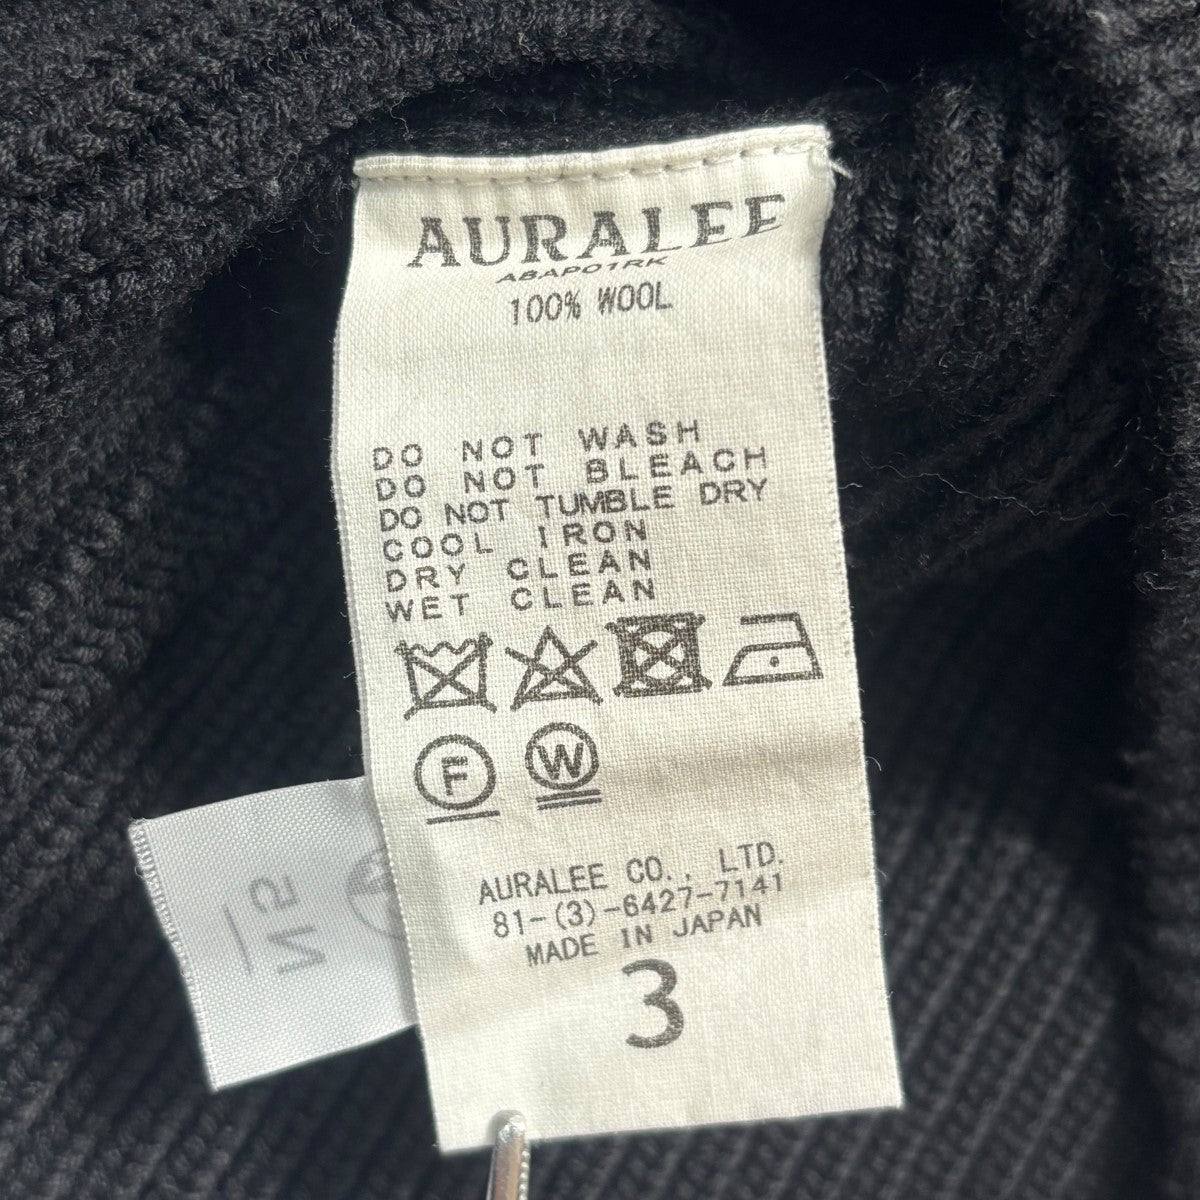 AURALEE
A8AP01RK
100% WOOL
DO NOT WASH
DO NOT BLEACH
DO NOT TUMBLE DRY
COOL IRON
DRY CLEAN
WET CLEAN
F W
AURALEE CO., LTD.
81-(3)-6427-7141
MADE IN JAPAN
3